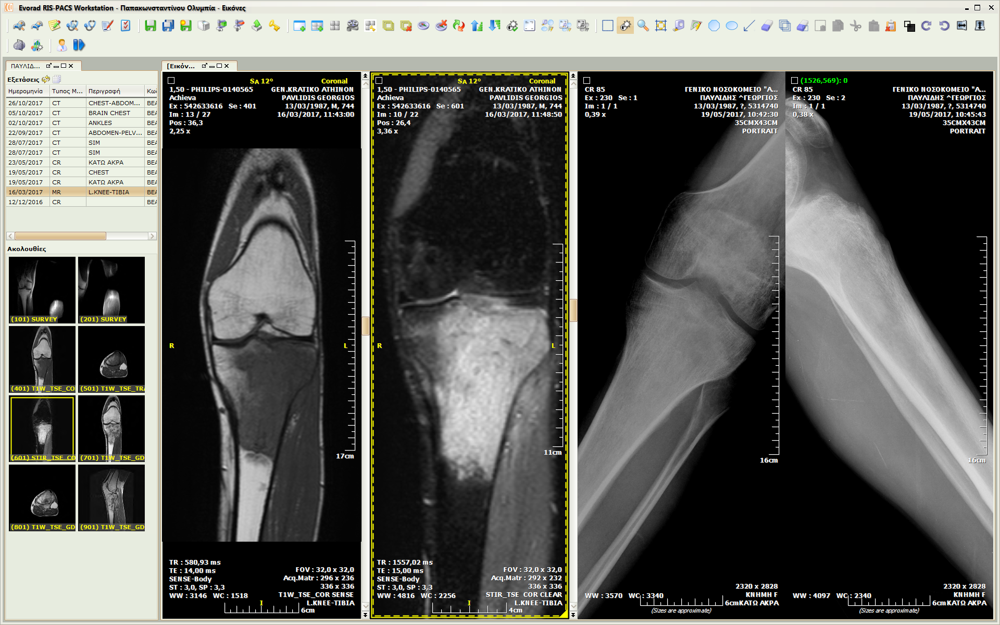 Evorad RIS-PACS Workstation - Παπακωνσταντίνου Ολυμπία - Εικόνες
ΠΑΥΛΙΔ...
[Εικόν...
Εξετάσεις
Ημερομηνία Τυπος Μ... Περιγραφή
26/10/2017 CT CHEST-ABDOM...
05/10/2017 CT BRAIN CHEST
02/10/2017 CT ANKLES
22/09/2017 CT ABDOMEN-PELV...
28/07/2017 CT SIM
28/07/2017 CT SIM
23/05/2017 CR ΚΑΤΩ ΑΚΡΑ
19/05/2017 CR CHEST
19/05/2017 CR ΚΑΤΩ ΑΚΡΑ
16/03/2017 MR L.KNEE-TIBIA
12/12/2016 CR
Ακολουθίες
(101) SURVEY
(201) SURVEY
(401) T1W_TSE_CO
(501) T1W_TSE_TRA
(601) STIR_TSE_CO
(701) T1W_TSE_GD
(801) T1W_TSE_GD
(901) T1W_TSE_GD
SA 12° Coronal
1,50 - PHILIPS-0140565 GEN.KRATIKO ATHINON
Achieva PAVLIDIS GEORGIOS
Ex : 542633616 Se : 401 13/03/1987, M, 744
Im : 13 / 27 16/03/2017, 11:43:00
Pos : 36,3
2,25 x
R L
17cm
TR : 580,93 ms
TE : 14,00 ms FOV : 32,0 x 32,0
SENSE-Body Acq.Matr : 296 x 236
ST : 3,0, SP : 3,3 336 x 336
WW : 3146 WC : 1518 T1W_TSE_COR SENSE
I L.KNEE-TIBIA
6cm
SA 12° Coronal
1,50 - PHILIPS-0140565 GEN.KRATIKO ATHINON
Achieva PAVLIDIS GEORGIOS
Ex : 542633616 Se : 601 13/03/1987, M, 744
Im : 10 / 22 16/03/2017, 11:48:50
Pos : 26,4
3,36 x
R L
11cm
TR : 1557,02 ms
TE : 15,00 ms FOV : 32,0 x 32,0
SENSE-Body Acq.Matr : 292 x 232
ST : 3,0, SP : 3,3 336 x 336
WW : 4816 WC : 2256 STIR_TSE COR CLEAR
I L.KNEE-TIBIA
4cm
CR 85 ΓΕΝΙΚΟ ΝΟΣΟΚΟΜΕΙΟ "Α...
Ex : 230 Se : 1 ΠΑΥΛΙΔΗΣ ^ΓΕΩΡΓΙΟΣ
Im : 1 / 1 13/03/1987, ?, 5314740
0,39 x 19/05/2017, 10:42:30
35CMX43CM
PORTRAIT
16cm
2320 x 2828
WW : 3570 WC : 3340 ΚΝΗΜΗ F
6cm ΚΑΤΩ ΑΚΡΑ
(Sizes are approximate)
(1526,569): 0
CR 85 ΓΕΝΙΚΟ ΝΟΣΟΚΟΜΕΙΟ "Α...
Ex : 230 Se : 2 ΠΑΥΛΙΔΗΣ ^ΓΕΩΡΓΙΟΣ
Im : 1 / 1 13/03/1987, ?, 5314740
0,38 x 19/05/2017, 10:45:43
35CMX43CM
PORTRAIT
16cm
2320 x 2828
WW : 4097 WC : 2340 ΚΝΗΜΗ F
6cm ΚΑΤΩ ΑΚΡΑ
(Sizes are approximate)